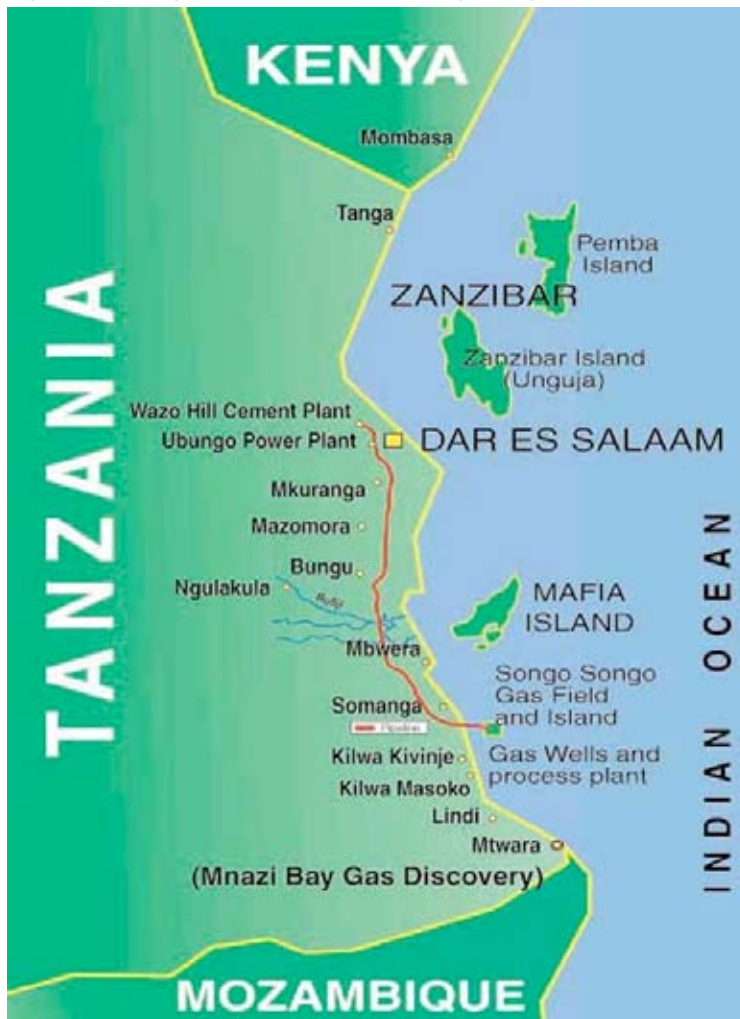 KENYA
Mombasa
Tanga
Pemba
Island
ZANZIBAR
Zanzibar Island
(Unguja)
TANZANIA
Wazo Hill Cement Plant
Ubungo Power Plant
DAR ES SALAAM
Mkuranga
Mazomora
Bungu
Ngulakula
Rufiji
MAFIA
ISLAND
INDIAN OCEAN
Mbwera
Songo Songo
Gas Field
and Island
Somanga
Pipeline
Gas Wells and
process plant
Kilwa Kivinje
Kilwa Masoko
Lindi
Mtwara
(Mnazi Bay Gas Discovery)
MOZAMBIQUE